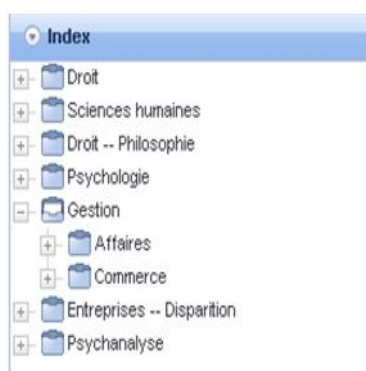 Index
Droit
Sciences humaines
Droit -- Philosophie
Psychologie
Gestion
Affaires
Commerce
Entreprises -- Disparition
Psychanalyse